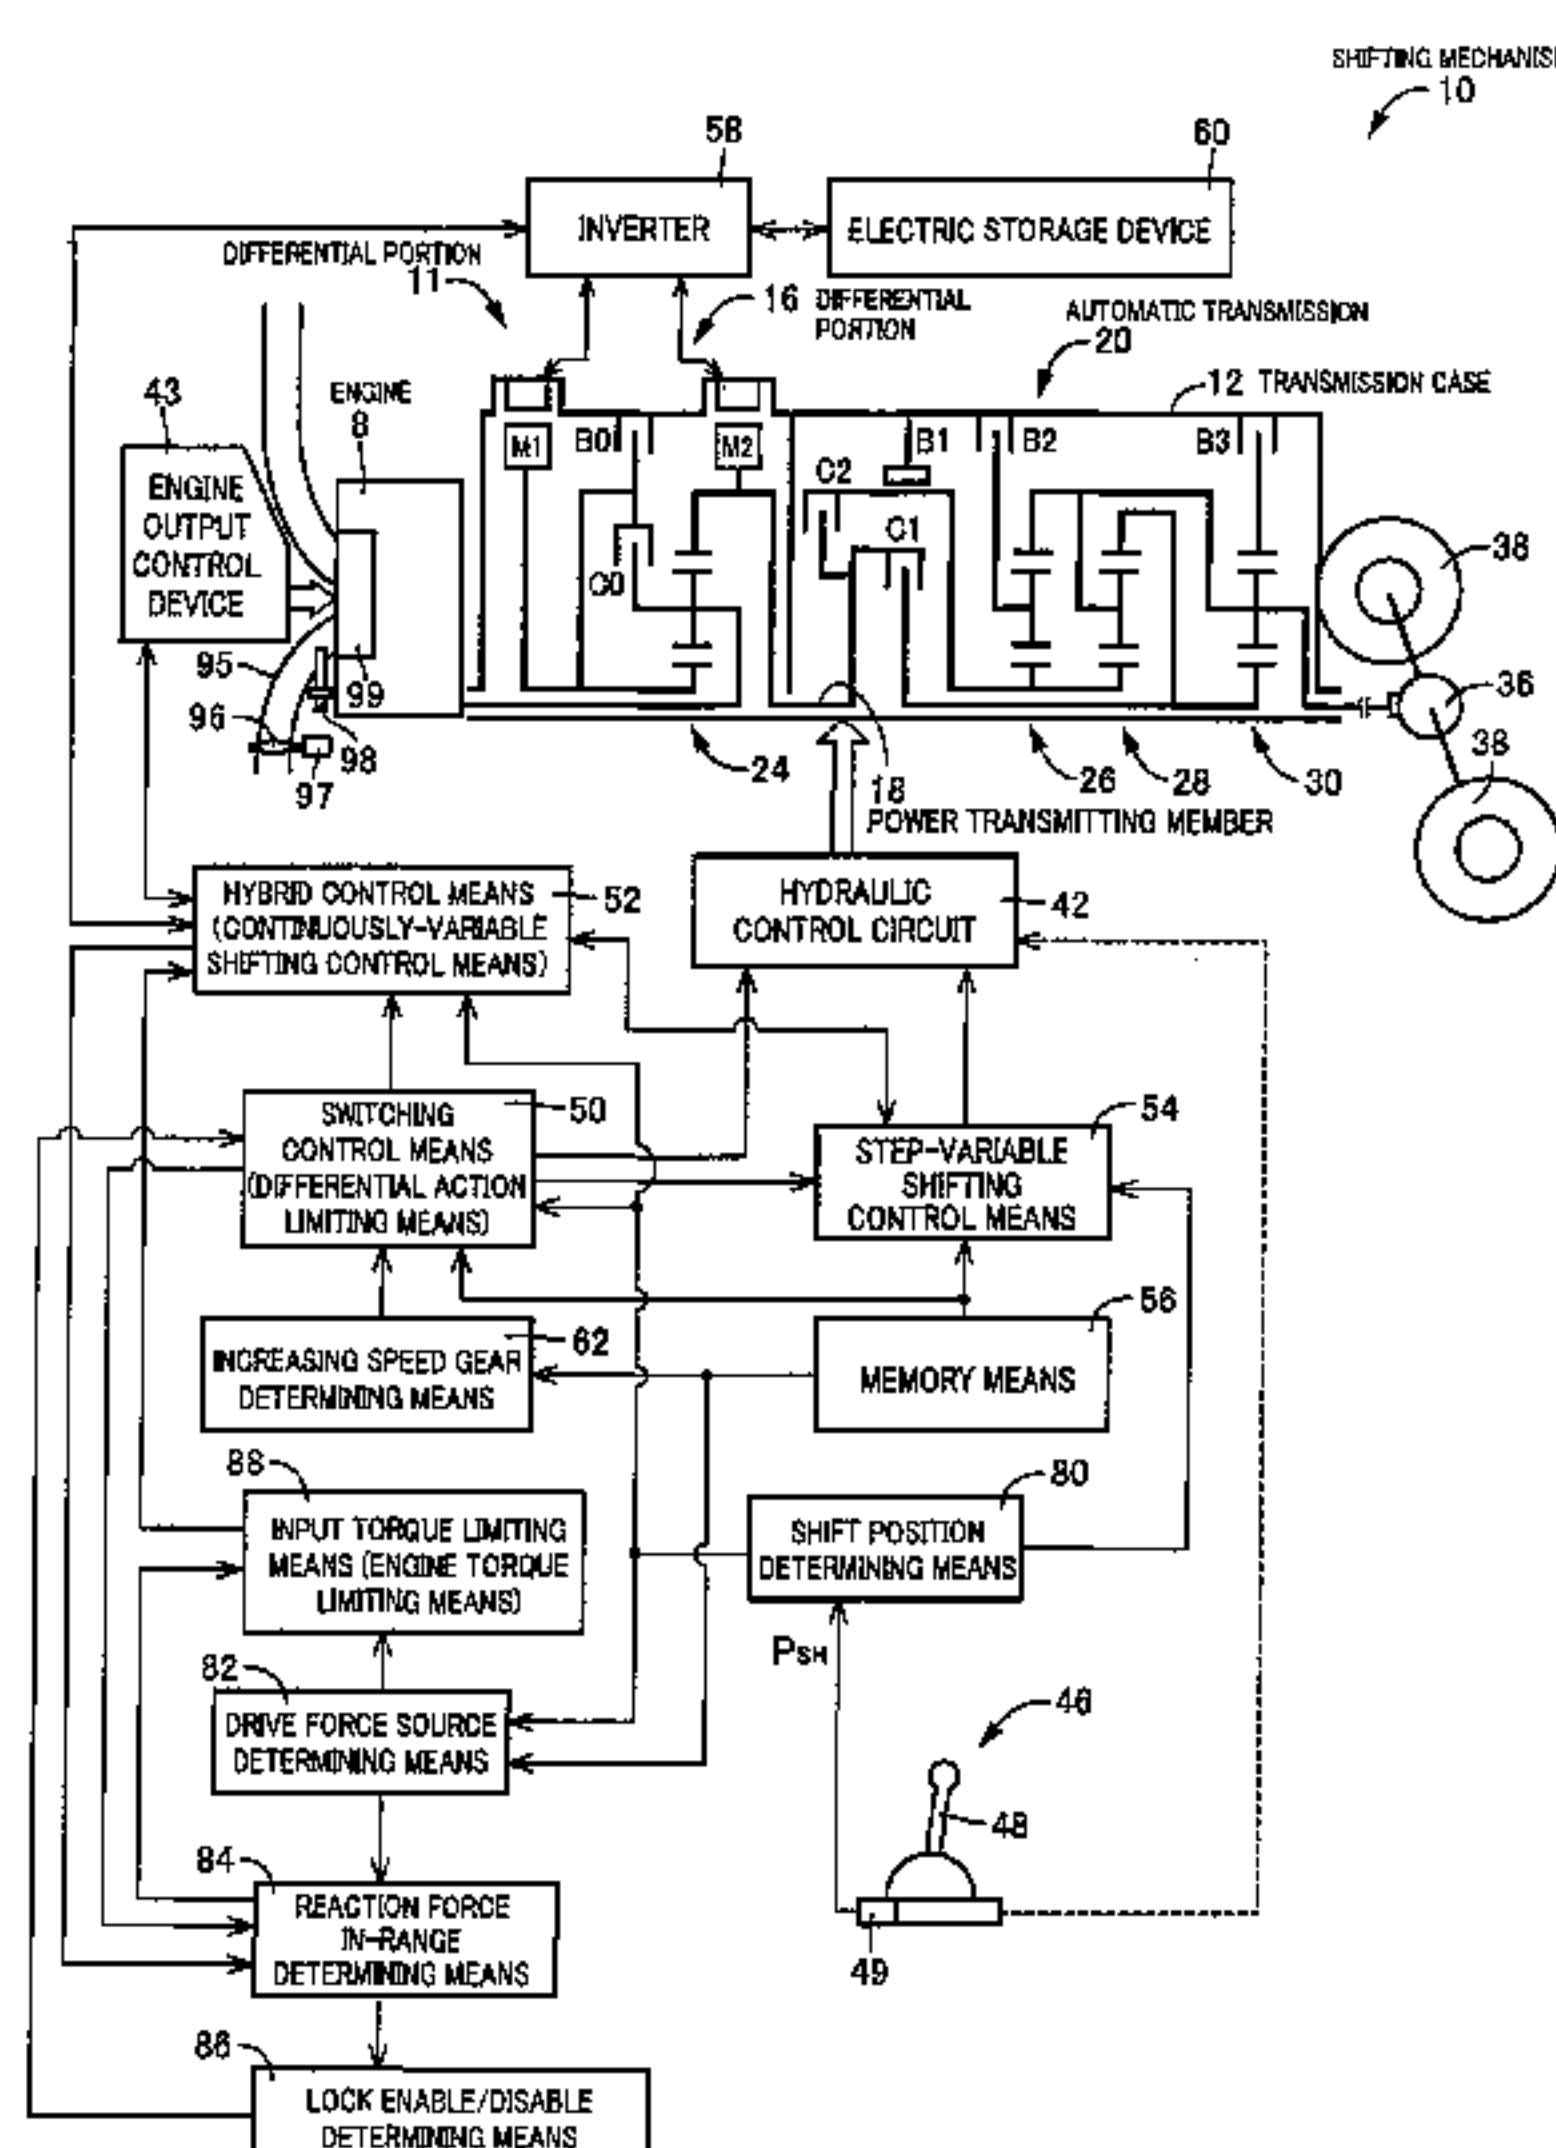 SHIFTING MECHANIS
10
58
60
INVERTER
ELECTRIC STORAGE DEVICE
DIFFERENTIAL PORTION
11
16 DIFFERENTIAL
PORTION
AUTOMATIC TRANSMISSION
20
12 TRANSMISSION CASE
43
ENGINE
8
M1
B0
M2
B1
B2
B3
C2
C1
C0
ENGINE
OUTPUT
CONTROL
DEVICE
38
95
99
36
96
98
97
24
18
26
28
30
38
POWER TRANSMITTING MEMBER
HYBRID CONTROL MEANS
(CONTINUOUSLY-VARIABLE
SHIFTING CONTROL MEANS)
52
HYDRAULIC
CONTROL CIRCUIT
42
SWITCHING
CONTROL MEANS
(DIFFERENTIAL ACTION
LIMITING MEANS)
50
54
STEP-VARIABLE
SHIFTING
CONTROL MEANS
56
62
INCREASING SPEED GEAR
DETERMINING MEANS
MEMORY MEANS
88
80
INPUT TORQUE LIMITING
MEANS (ENGINE TORQUE
LIMITING MEANS)
SHIFT POSITION
DETERMINING MEANS
PSH
82
DRIVE FORCE SOURCE
DETERMINING MEANS
46
48
84
REACTION FORCE
IN-RANGE
DETERMINING MEANS
49
86
LOCK ENABLE/DISABLE
DETERMINING MEANS